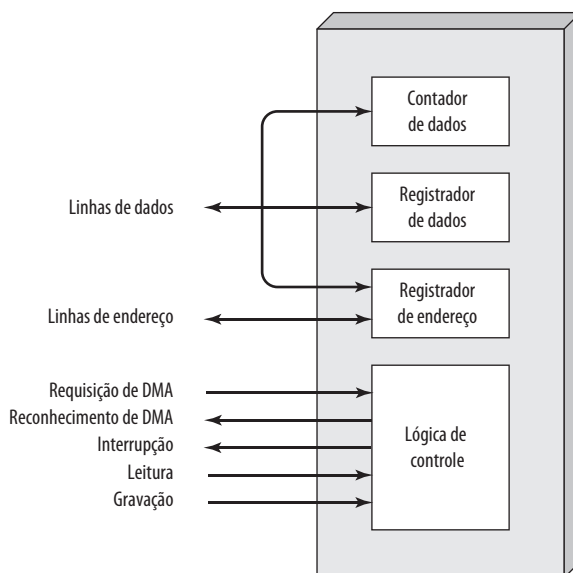 Contador
de dados
Linhas de dados
Registrador
de dados
Linhas de endereço
Registrador
de endereço
Requisição de DMA
Reconhecimento de DMA
Interrupção
Leitura
Gravação
Lógica de
controle